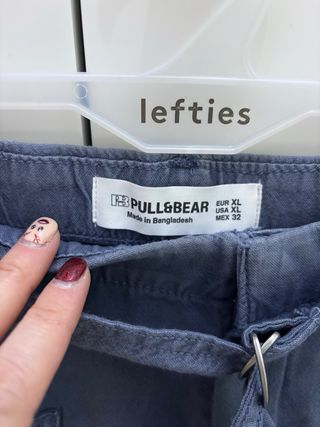 lefties
PULL&BEAR
Made in Bangladesh
EUR XL
USA XL
MEX 32